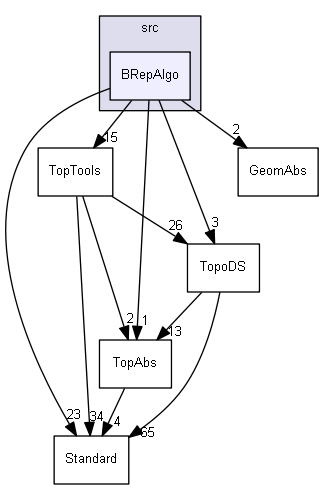 src
BRepAlgo
15
2
TopTools
GeomAbs
26
3
TopoDS
2
1
13
TopAbs
23
34
4
65
Standard